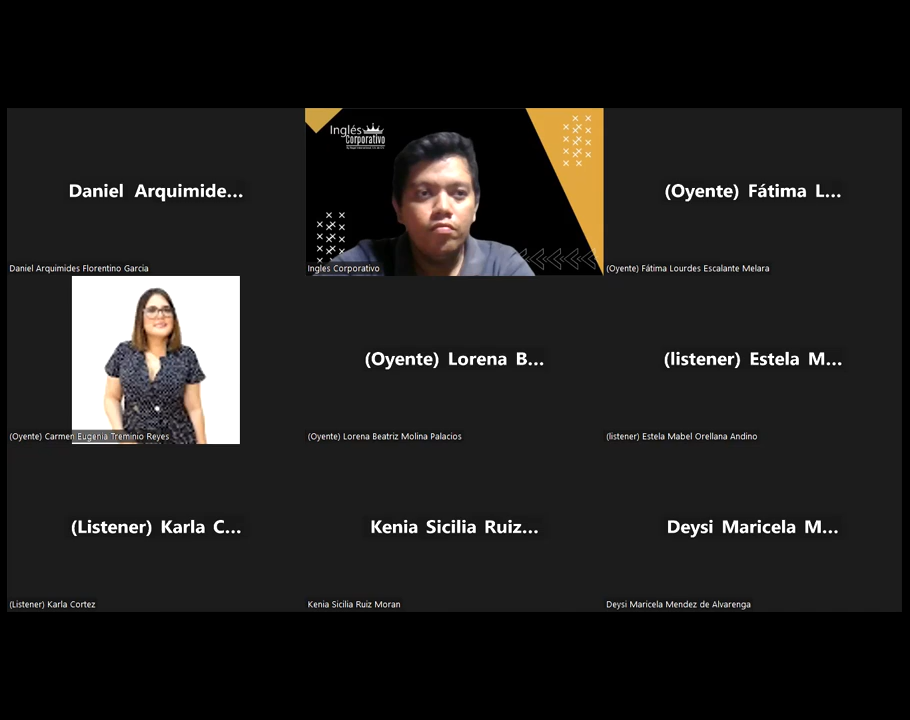 Daniel Arquimide...
Daniel Arquimides Florentino Garcia
Inglés
Corporativo
Ingles Corporativo
(Oyente) Fátima L...
(Oyente) Fátima Lourdes Escalante Melara
(Oyente) Carmen Eugenia Treminio Reyes
(Oyente) Lorena B...
(Oyente) Lorena Beatriz Molina Palacios
(listener) Estela M...
(listener) Estela Mabel Orellana Andino
(Listener) Karla C...
(Listener) Karla Cortez
Kenia Sicilia Ruiz...
Kenia Sicilia Ruiz Moran
Deysi Maricela M...
Deysi Maricela Mendez de Alvarenga